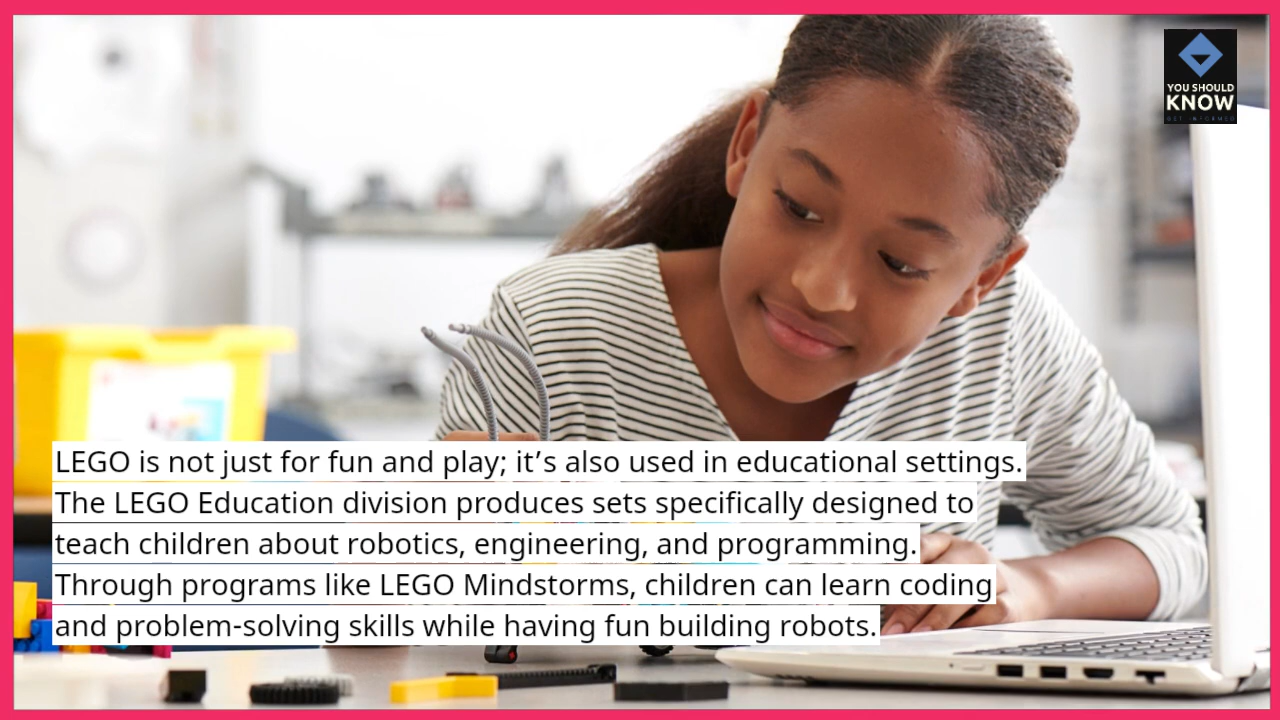 YOU SHOULD
KNOW
GET INFORMED
LEGO is not just for fun and play; it’s also used in educational settings.
The LEGO Education division produces sets specifically designed to
teach children about robotics, engineering, and programming.
Through programs like LEGO Mindstorms, children can learn coding
and problem-solving skills while having fun building robots.